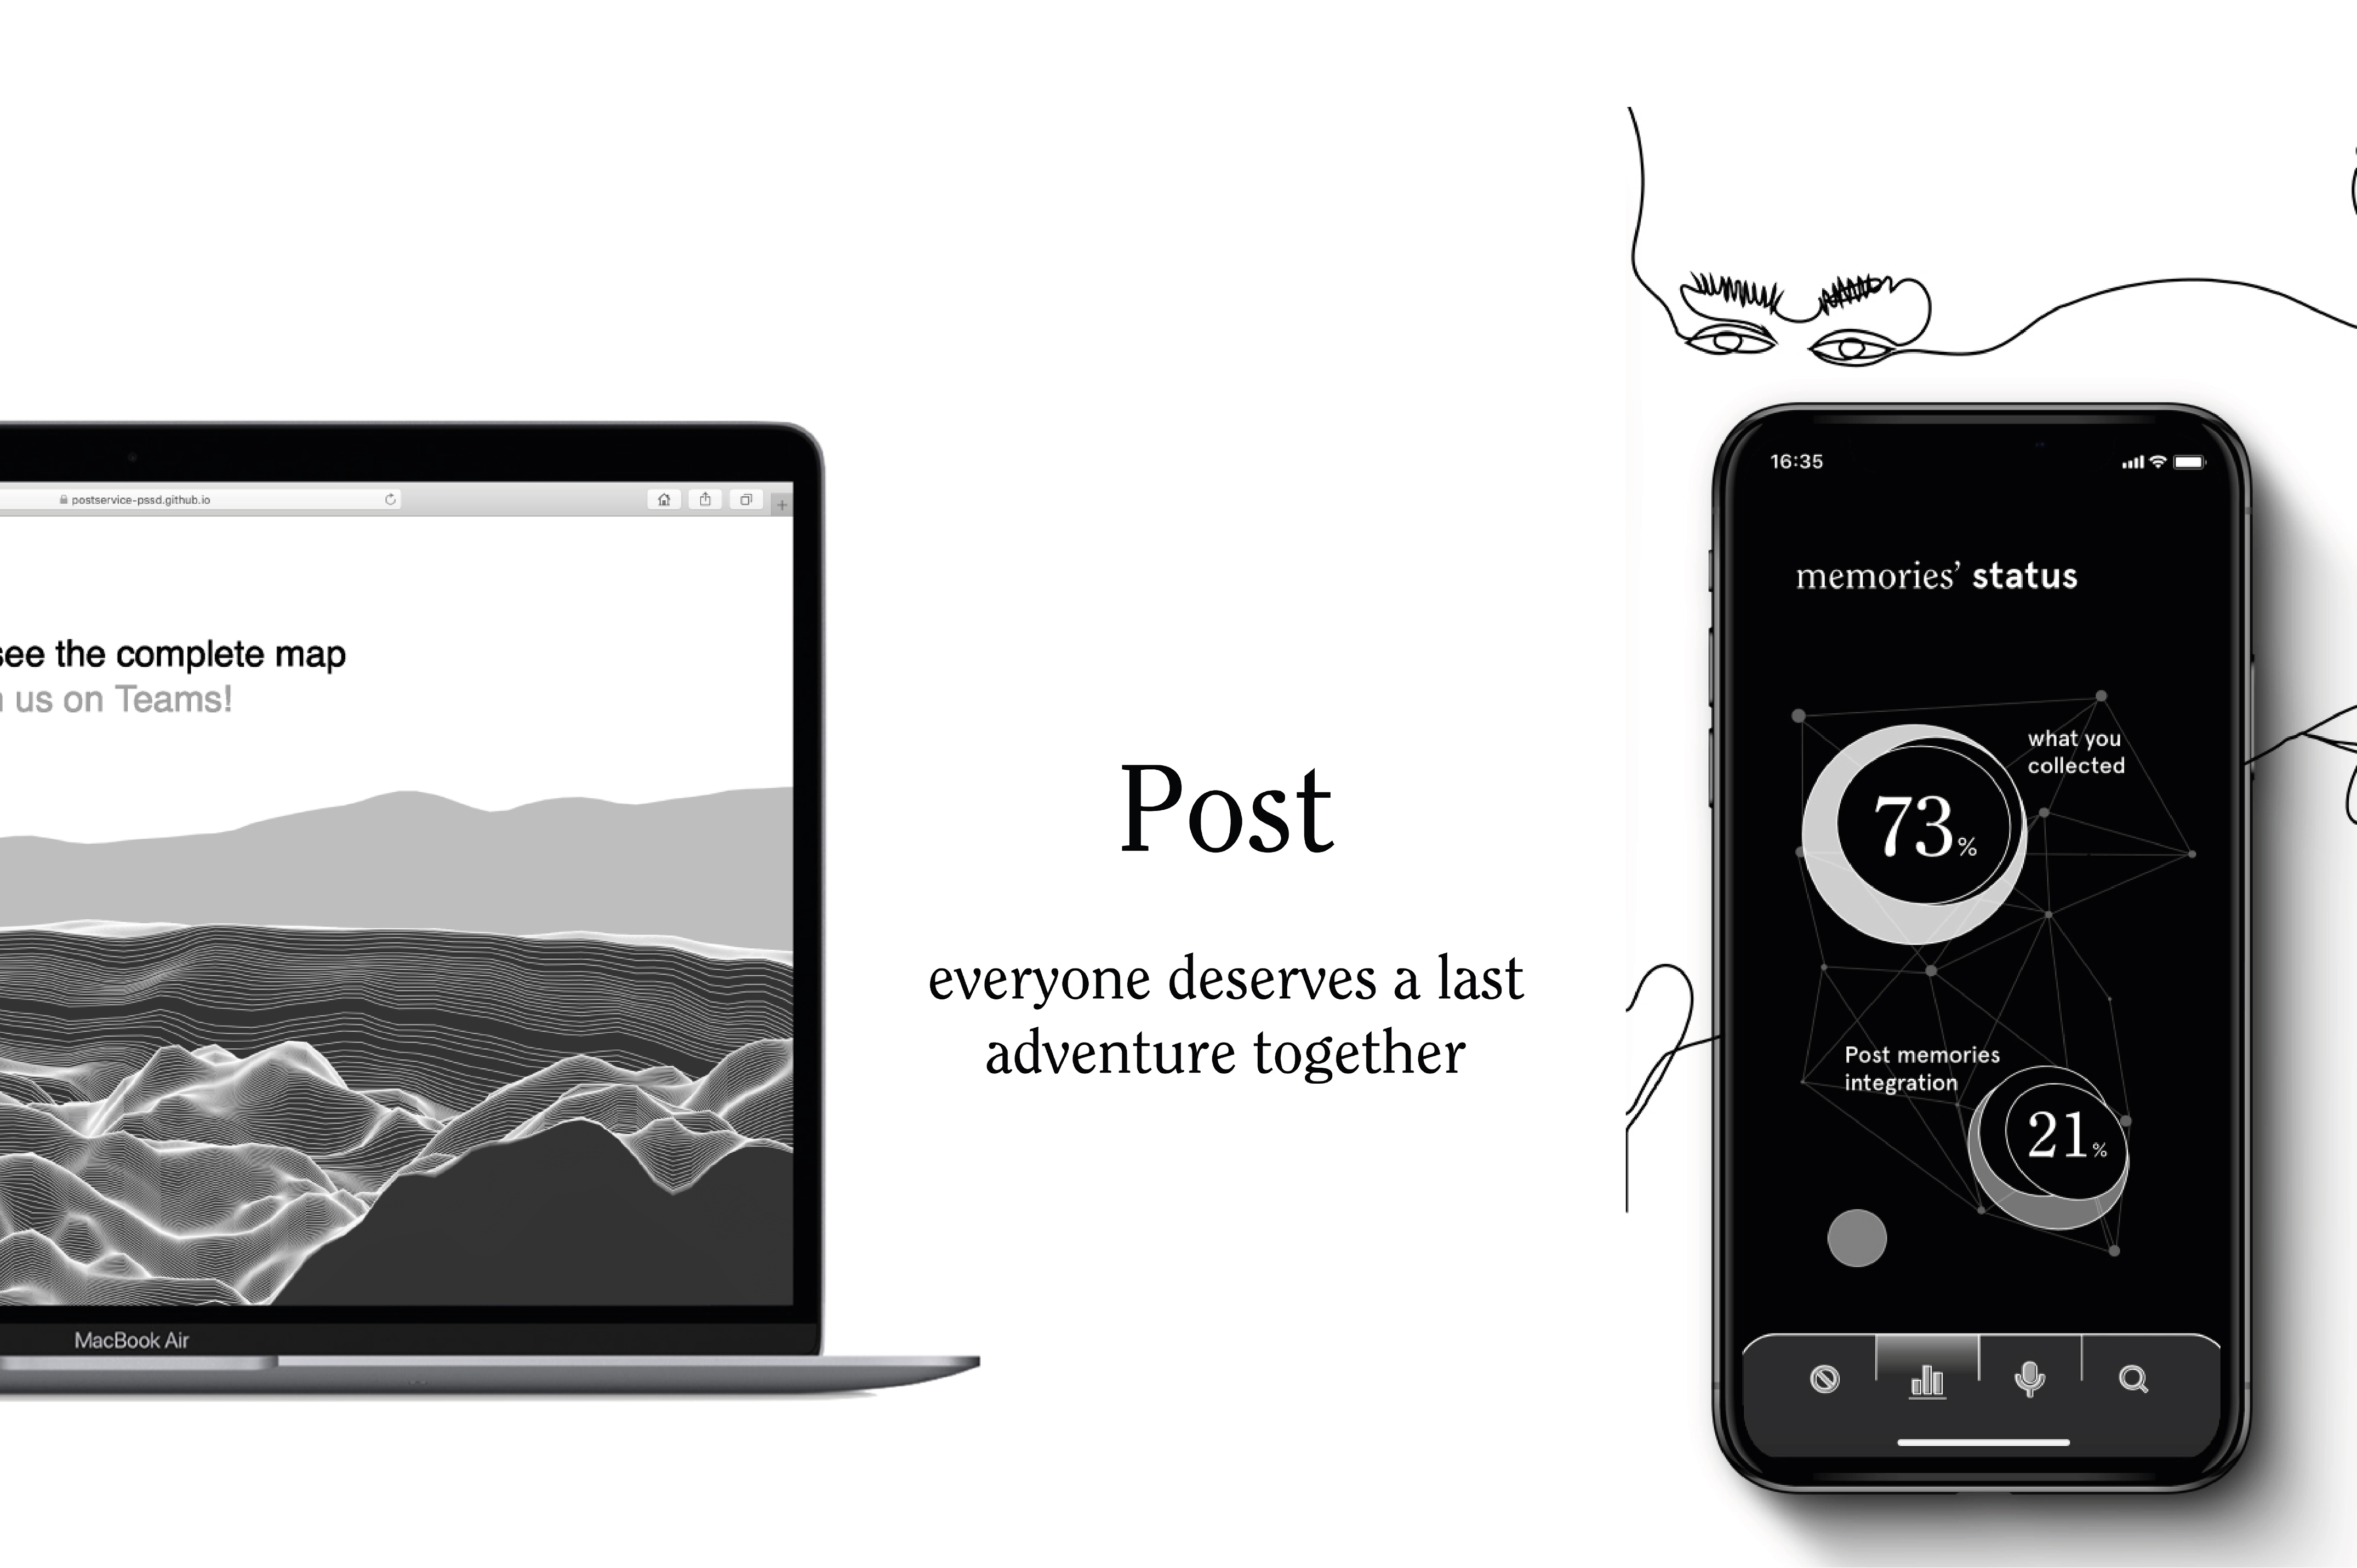 postservice-pssd.github.io
see the complete map
us on Teams!
MacBook Air
Post
everyone deserves a last
adventure together
16:35
memories’ status
what you
collected
73%
Post memories
integration
21%